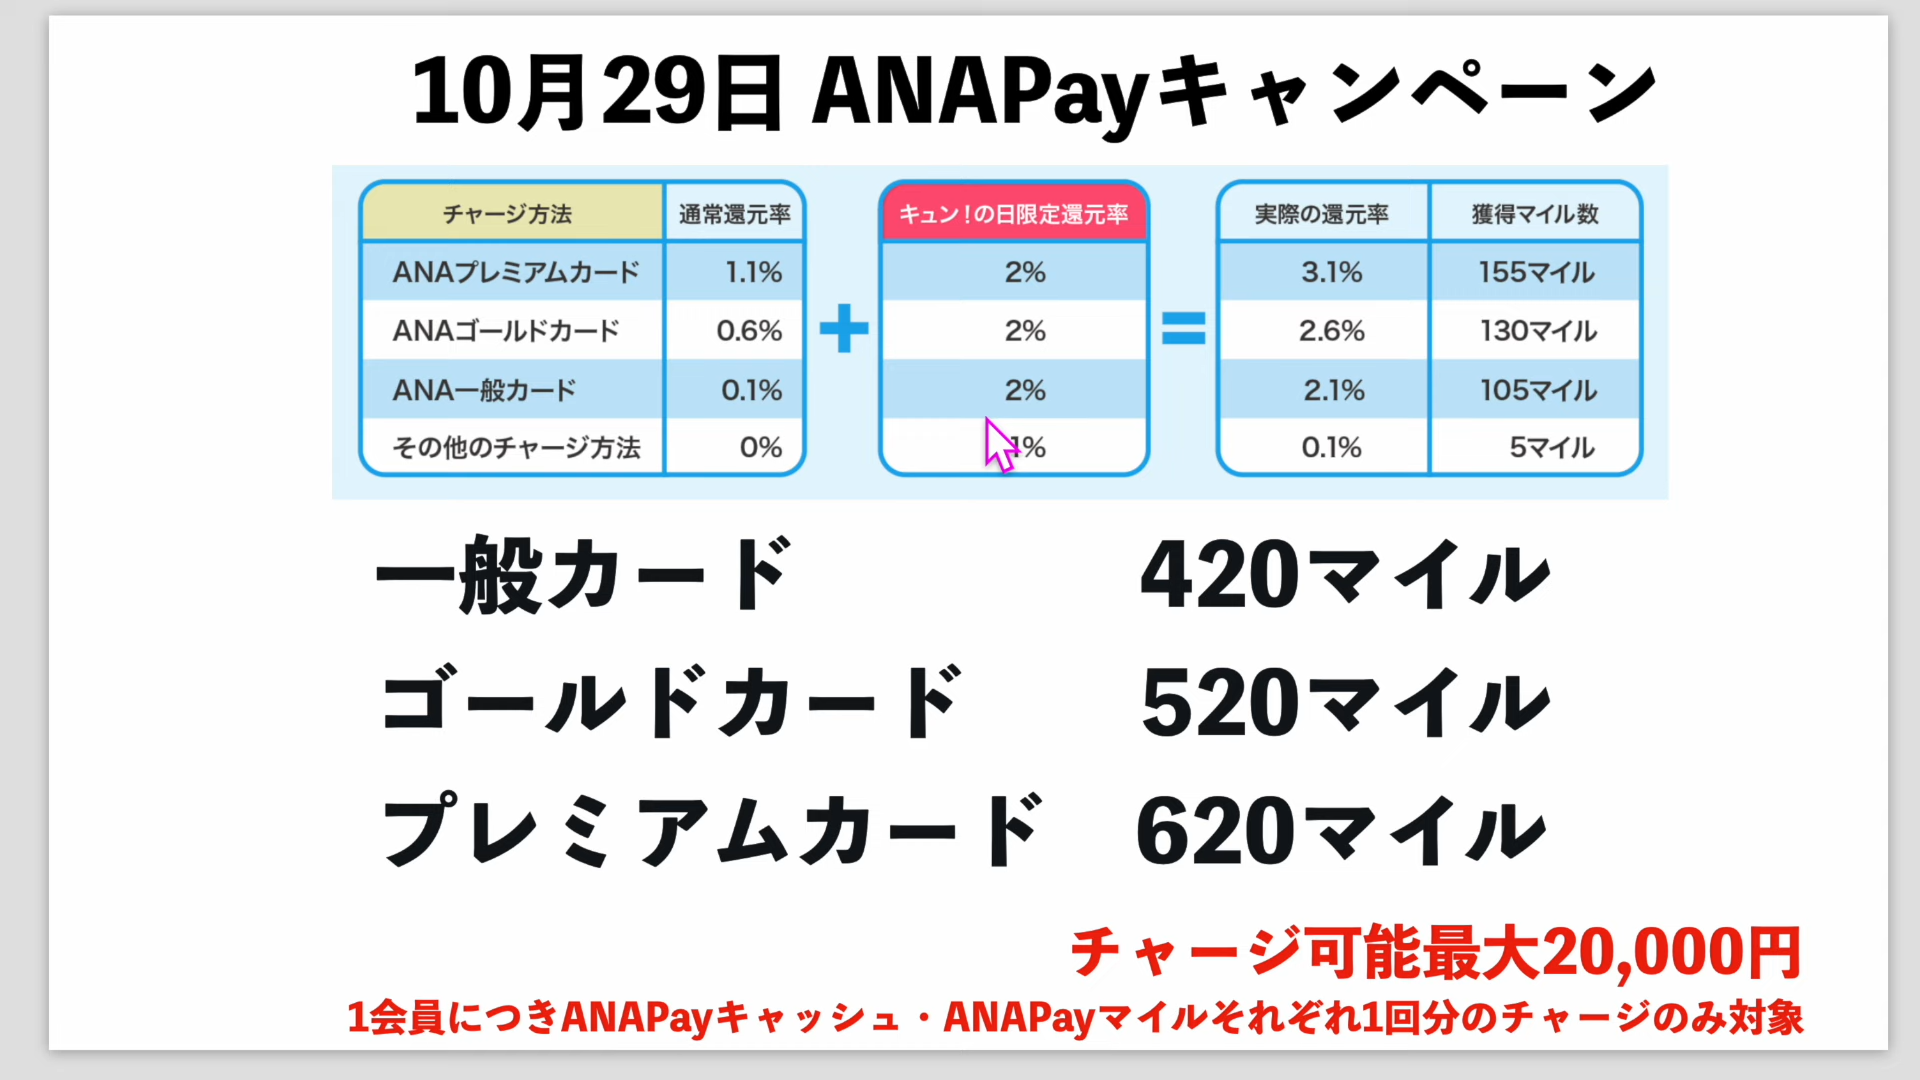 10月29日 ANAPayキャンペーン
チャージ方法 通常還元率 キュン!の日限定還元率 実際の還元率 獲得マイル数
ANAプレミアムカード 1.1% 2% 3.1% 155マイル
ANAゴールドカード 0.6% + 2% = 2.6% 130マイル
ANA一般カード 0.1% 2% 2.1% 105マイル
その他のチャージ方法 0% 1% 0.1% 5マイル
一般カード 420マイル
ゴールドカード 520マイル
プレミアムカード 620マイル
チャージ可能最大20,000円
1会員につきANAPayキャッシュ・ANAPayマイルそれぞれ1回分のチャージのみ対象